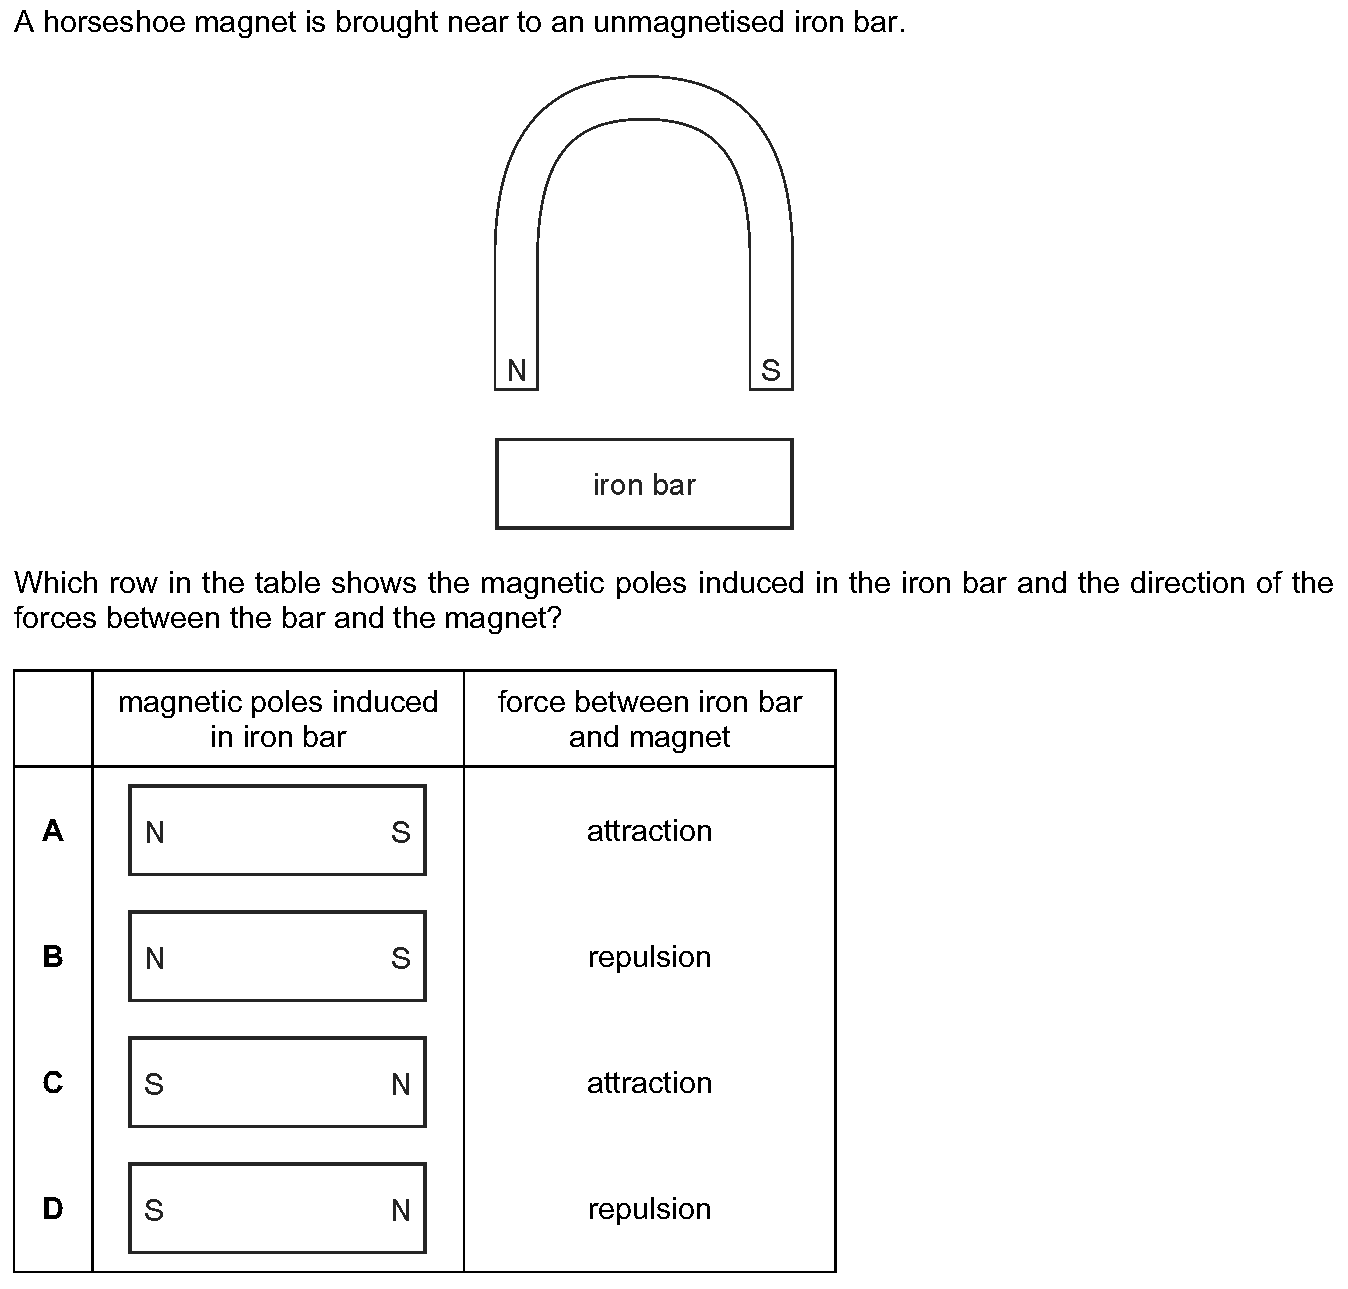 A horseshoe magnet is brought near to an unmagnetised iron bar.
N
S
iron bar
Which row in the table shows the magnetic poles induced in the iron bar and the direction of the
forces between the bar and the magnet?
magnetic poles induced
in iron bar
force between iron bar
and magnet
A N S attraction
B N S repulsion
C S N attraction
D S N repulsion